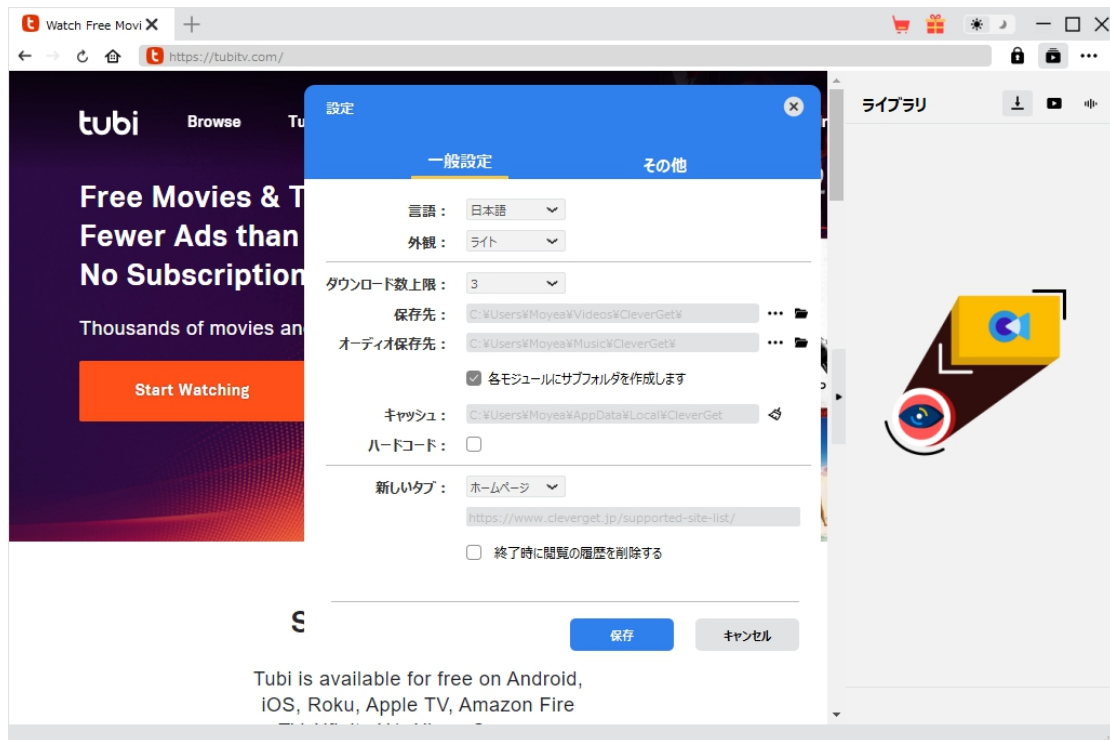 Watch Free Movi
https://tubitv.com/
tubi
Browse
Tu
Free Movies & T
Fewer Ads than
No Subscription
Thousands of movies an
Start Watching
設定
一般設定
その他
言語：
日本語
外観：
ライト
ダウンロード数上限：
3
保存先：
C:¥Users¥Moyea¥Videos¥CleverGet¥
オーディオ保存先：
C:¥Users¥Moyea¥Music¥CleverGet¥
各モジュールにサブフォルダを作成します
キャッシュ：
C:¥Users¥Moyea¥AppData¥Local¥CleverGet
ハードコード：
新しいタブ：
ホームページ
https://www.cleverget.jp/supported-site-list/
終了時に閲覧の履歴を削除する
保存
キャンセル
ライブラリ
S
Tubi is available for free on Android,
iOS, Roku, Apple TV, Amazon Fire